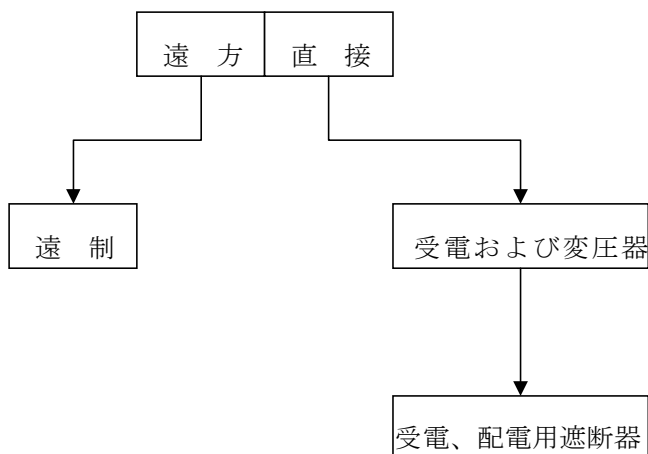 遠　方　直　接
遠　制　受電および変圧器
受電、配電用遮断器